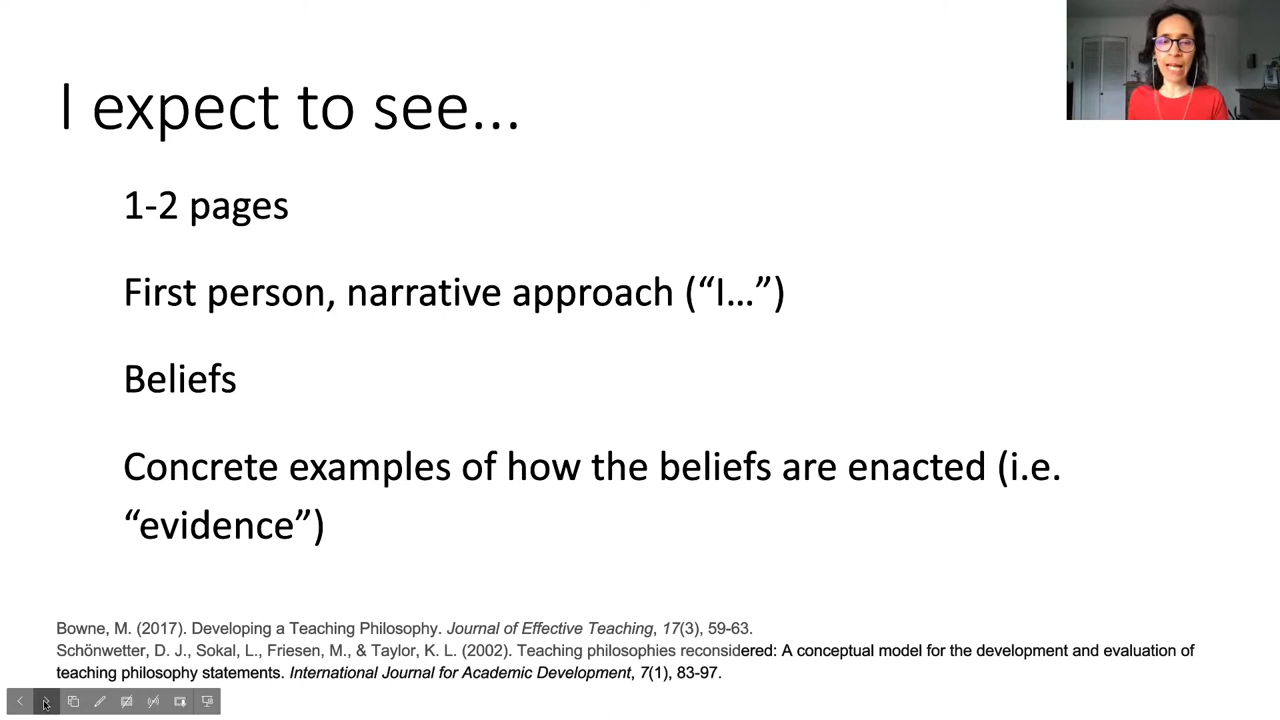 I expect to see...
1-2 pages
First person, narrative approach (“I…”)
Beliefs
Concrete examples of how the beliefs are enacted (i.e.
“evidence”)
Bowne, M. (2017). Developing a Teaching Philosophy. Journal of Effective Teaching, 17(3), 59-63.
Schönwetter, D. J., Sokal, L., Friesen, M., & Taylor, K. L. (2002). Teaching philosophies reconsidered: A conceptual model for the development and evaluation of
teaching philosophy statements. International Journal for Academic Development, 7(1), 83-97.